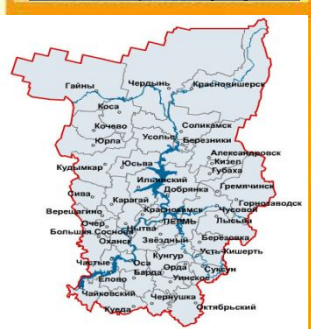 Гайны
Чердынь
Красновишерск
Коса
Кочево
Соликамск
Юрла
Усолье
Березники
Александровск
Кизел
Губаха
Кудымкар
Юсьва
Ильинский
Добрянка
Гремячинск
Сива
Карагай
Краснокамск
Чусовой
Горнозаводск
Верещагино
ПЕРМЬ
Лысьва
Очёр
Нытва
Большая Соснова
Звёздный
Берёзовка
Оханск
Кунгур
Усть-Кишерть
Частые
Оса
Орда
Суксун
Елово
Барда
Уинское
Чайковский
Чернушка
Куеда
Октябрьский